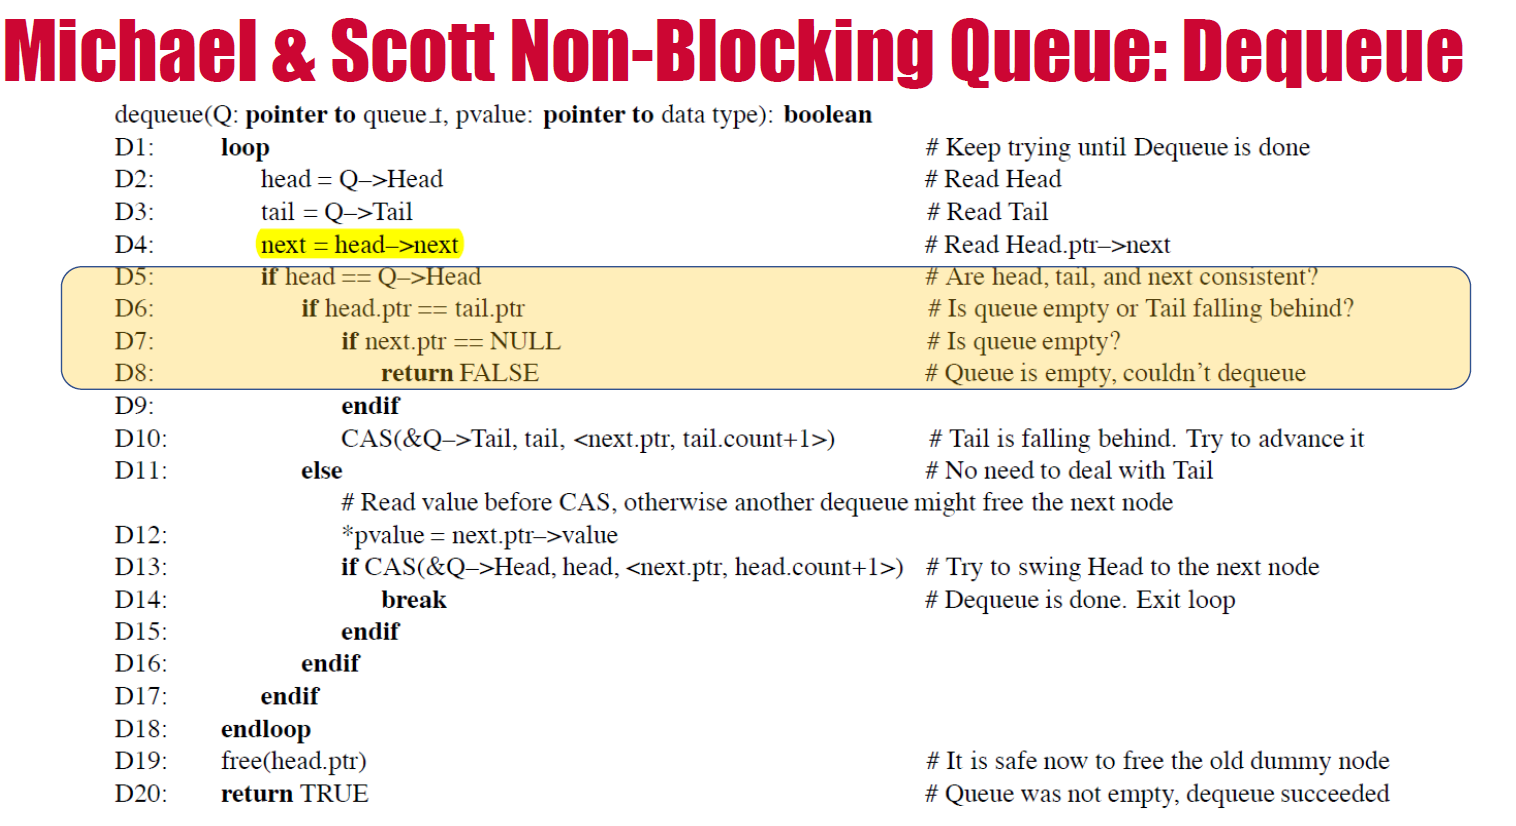 Michael & Scott Non-Blocking Queue: Dequeue
dequeue(Q: pointer to queue_t, pvalue: pointer to data type): boolean
D1: loop # Keep trying until Dequeue is done
D2: head = Q–>Head # Read Head
D3: tail = Q–>Tail # Read Tail
D4: next = head–>next # Read Head.ptr–>next
D5: if head == Q–>Head # Are head, tail, and next consistent?
D6: if head.ptr == tail.ptr # Is queue empty or Tail falling behind?
D7: if next.ptr == NULL # Is queue empty?
D8: return FALSE # Queue is empty, couldn't dequeue
D9: endif
D10: CAS(&Q–>Tail, tail, <next.ptr, tail.count+1>) # Tail is falling behind. Try to advance it
D11: else # No need to deal with Tail
# Read value before CAS, otherwise another dequeue might free the next node
D12: *pvalue = next.ptr–>value
D13: if CAS(&Q–>Head, head, <next.ptr, head.count+1>) # Try to swing Head to the next node
D14: break # Dequeue is done. Exit loop
D15: endif
D16: endif
D17: endif
D18: endloop
D19: free(head.ptr) # It is safe now to free the old dummy node
D20: return TRUE # Queue was not empty, dequeue succeeded